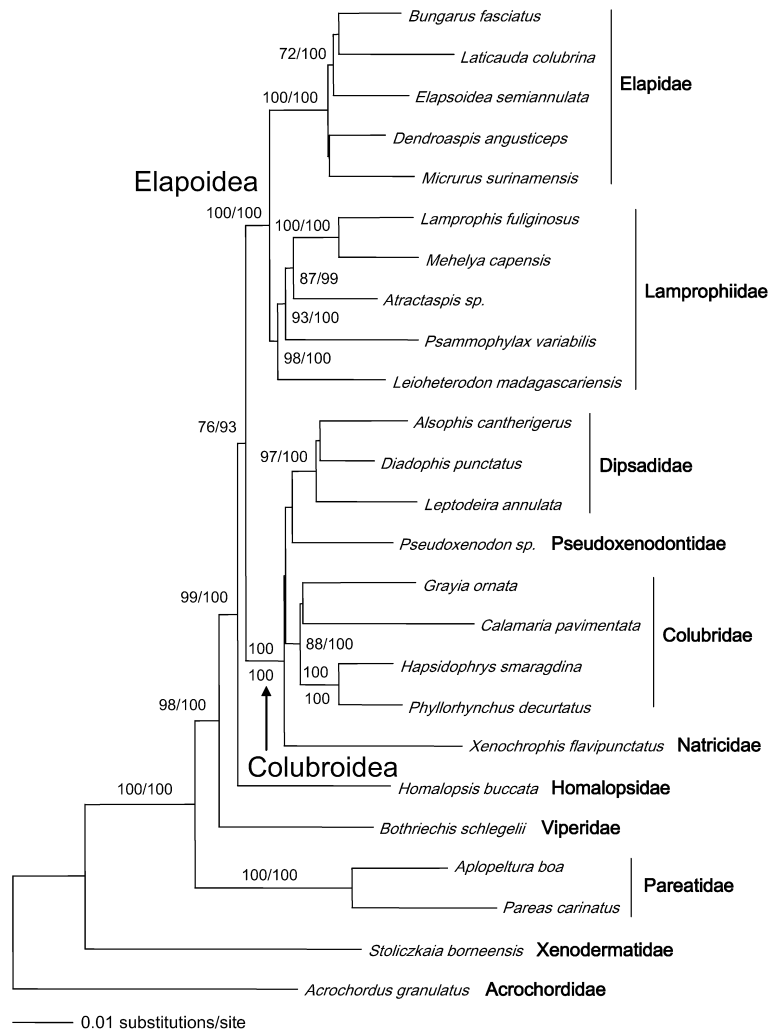 Bungarus fasciatus
72/100
Laticauda colubrina
Elapidae
100/100
Elapsoidea semiannulata
Dendroaspis angusticeps
Elapoidea
Micrurus surinamensis
100/100
100/100
Lamprophis fuliginosus
Mehelya capensis
87/99
Lamprophiidae
Atractaspis sp.
93/100
Psammophylax variabilis
98/100
Leioheterodon madagascariensis
76/93
Alsophis cantherigerus
97/100
Diadophis punctatus
Dipsadidae
Leptodeira annulata
Pseudoxenodon sp. Pseudoxenodontidae
99/100
Grayia ornata
Calamaria pavimentata
Colubridae
100
88/100
100
100
Hapsidophrys smaragdina
100
98/100
Phyllorhynchus decurtatus
Xenochrophis flavipunctatus Natricidae
Colubroidea
100/100
Homalopsis buccata Homalopsidae
Bothriechis schlegelii Viperidae
100/100
Aplopeltura boa
Pareatidae
Pareas carinatus
Stoliczkaia borneensis Xenodermatidae
Acrochordus granulatus Acrochordidae
0.01 substitutions/site